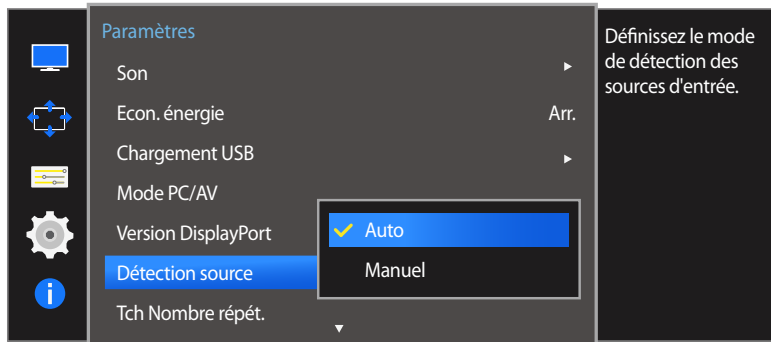 Paramètres
Son
Econ. énergie Arr.
Chargement USB
Mode PC/AV
Version DisplayPort
Auto
Détection source
Manuel
Tch Nombre répét.
Définissez le mode
de détection des
sources d'entrée.